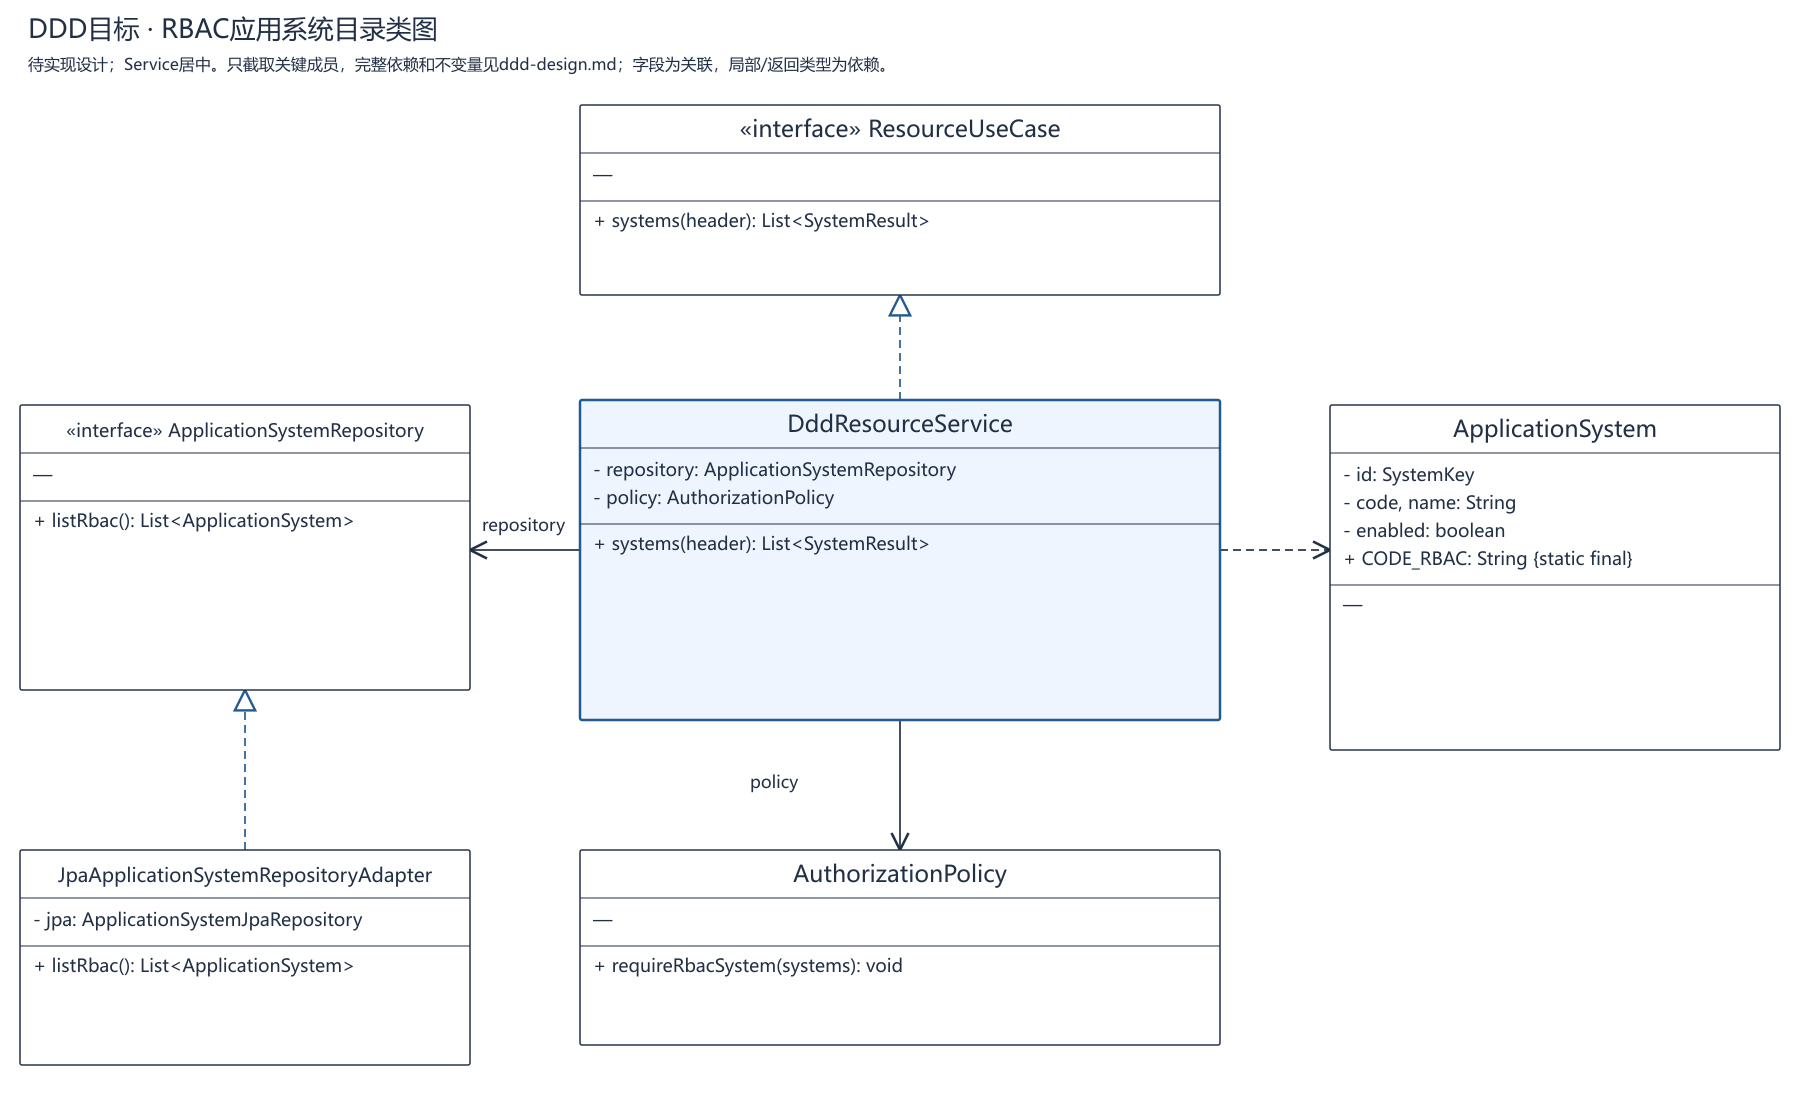 DDD目标 · RBAC应用系统目录类图
待实现设计；Service居中。只截取关键成员，完整依赖和不变量见ddd-design.md；字段为关联，局部/返回类型为依赖。
«interface» ResourceUseCase
—
+ systems(header): List<SystemResult>
«interface» ApplicationSystemRepository
—
+ listRbac(): List<ApplicationSystem>
repository
DddResourceService
- repository: ApplicationSystemRepository
- policy: AuthorizationPolicy
+ systems(header): List<SystemResult>
ApplicationSystem
- id: SystemKey
- code, name: String
- enabled: boolean
+ CODE_RBAC: String {static final}
—
policy
JpaApplicationSystemRepositoryAdapter
- jpa: ApplicationSystemJpaRepository
+ listRbac(): List<ApplicationSystem>
AuthorizationPolicy
—
+ requireRbacSystem(systems): void